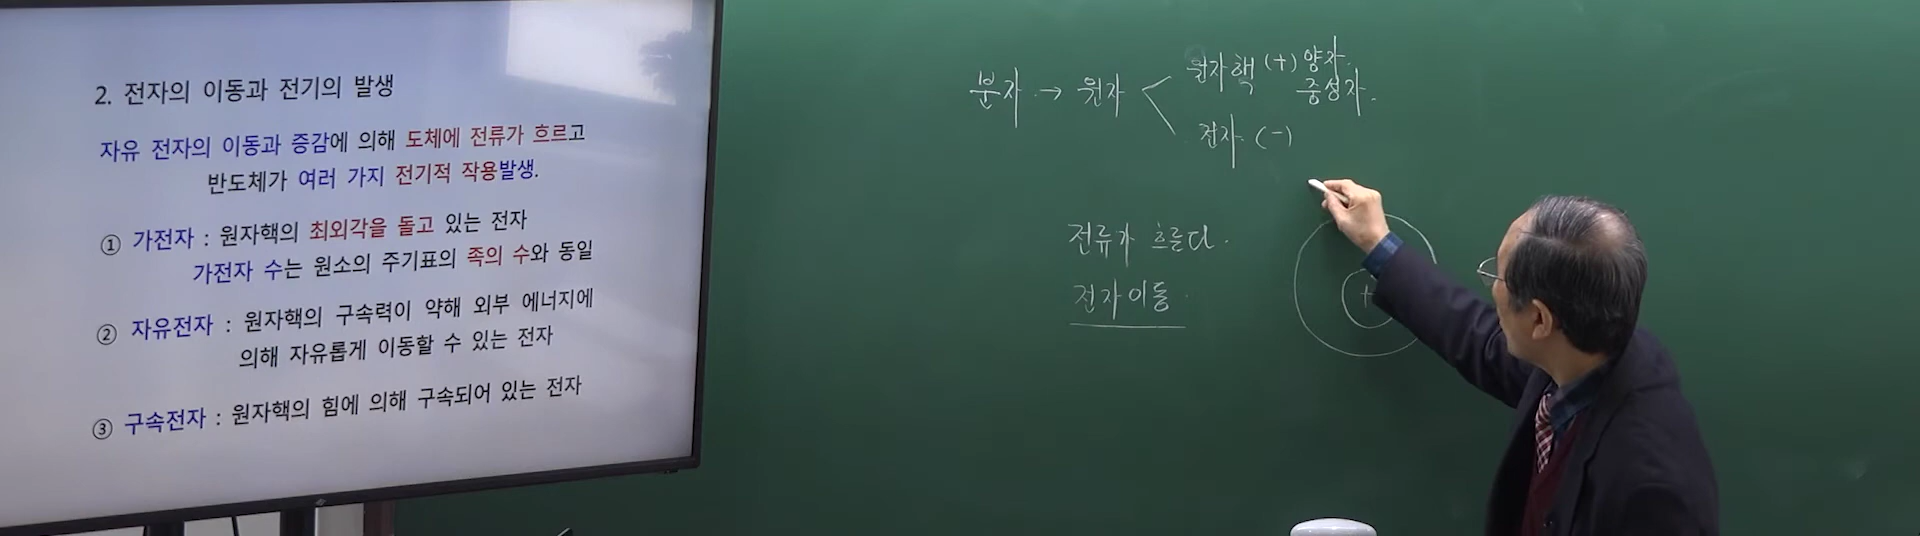 2. 전자의 이동과 전기의 발생
자유 전자의 이동과 증감에 의해 도체에 전류가 흐르고
반도체가 여러 가지 전기적 작용발생.
① 가전자 : 원자핵의 최외각을 돌고 있는 전자
가전자 수는 원소의 주기표의 족의 수와 동일
② 자유전자 : 원자핵의 구속력이 약해 외부 에너지에
의해 자유롭게 이동할 수 있는 전자
③ 구속전자 : 원자핵의 힘에 의해 구속되어 있는 전자
분자 → 원자
원자핵 (+) 양자.
중성자.
전자. (-)
전류가 흐른다.
전자이동
+